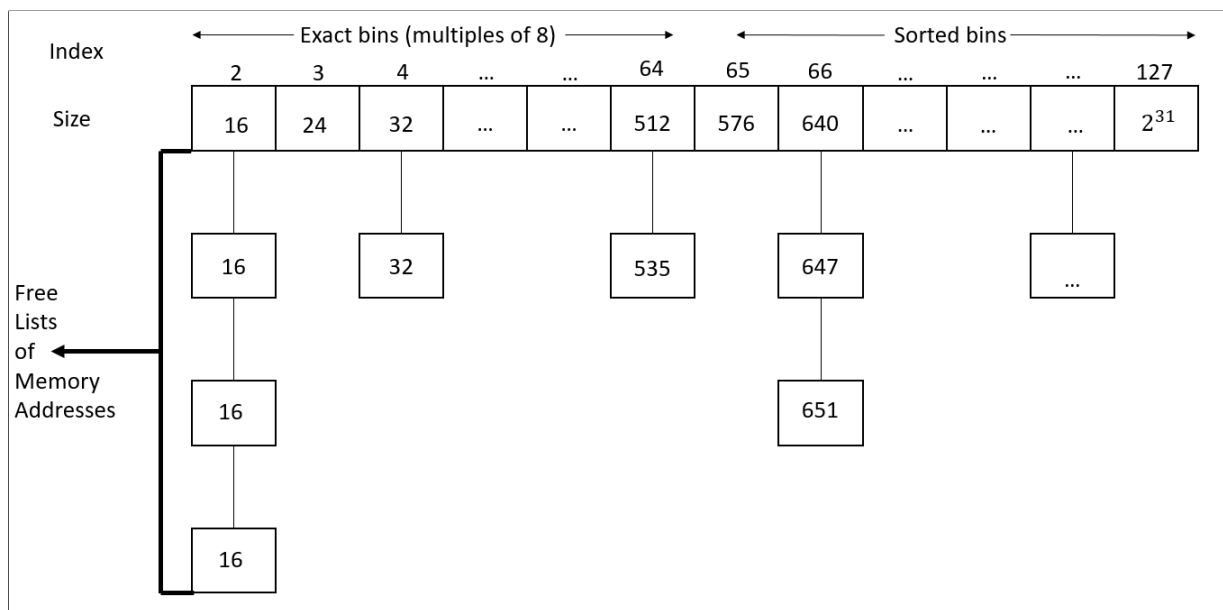 Index
Exact bins (multiples of 8)
Sorted bins
2 3 4 ... ... 64 65 66 ... ... ... 127
Size
16 24 32 ... ... 512 576 640 ... ... ... 2³¹
16 32 535 647 ...
Free
Lists
of
Memory
Addresses
16 651
16